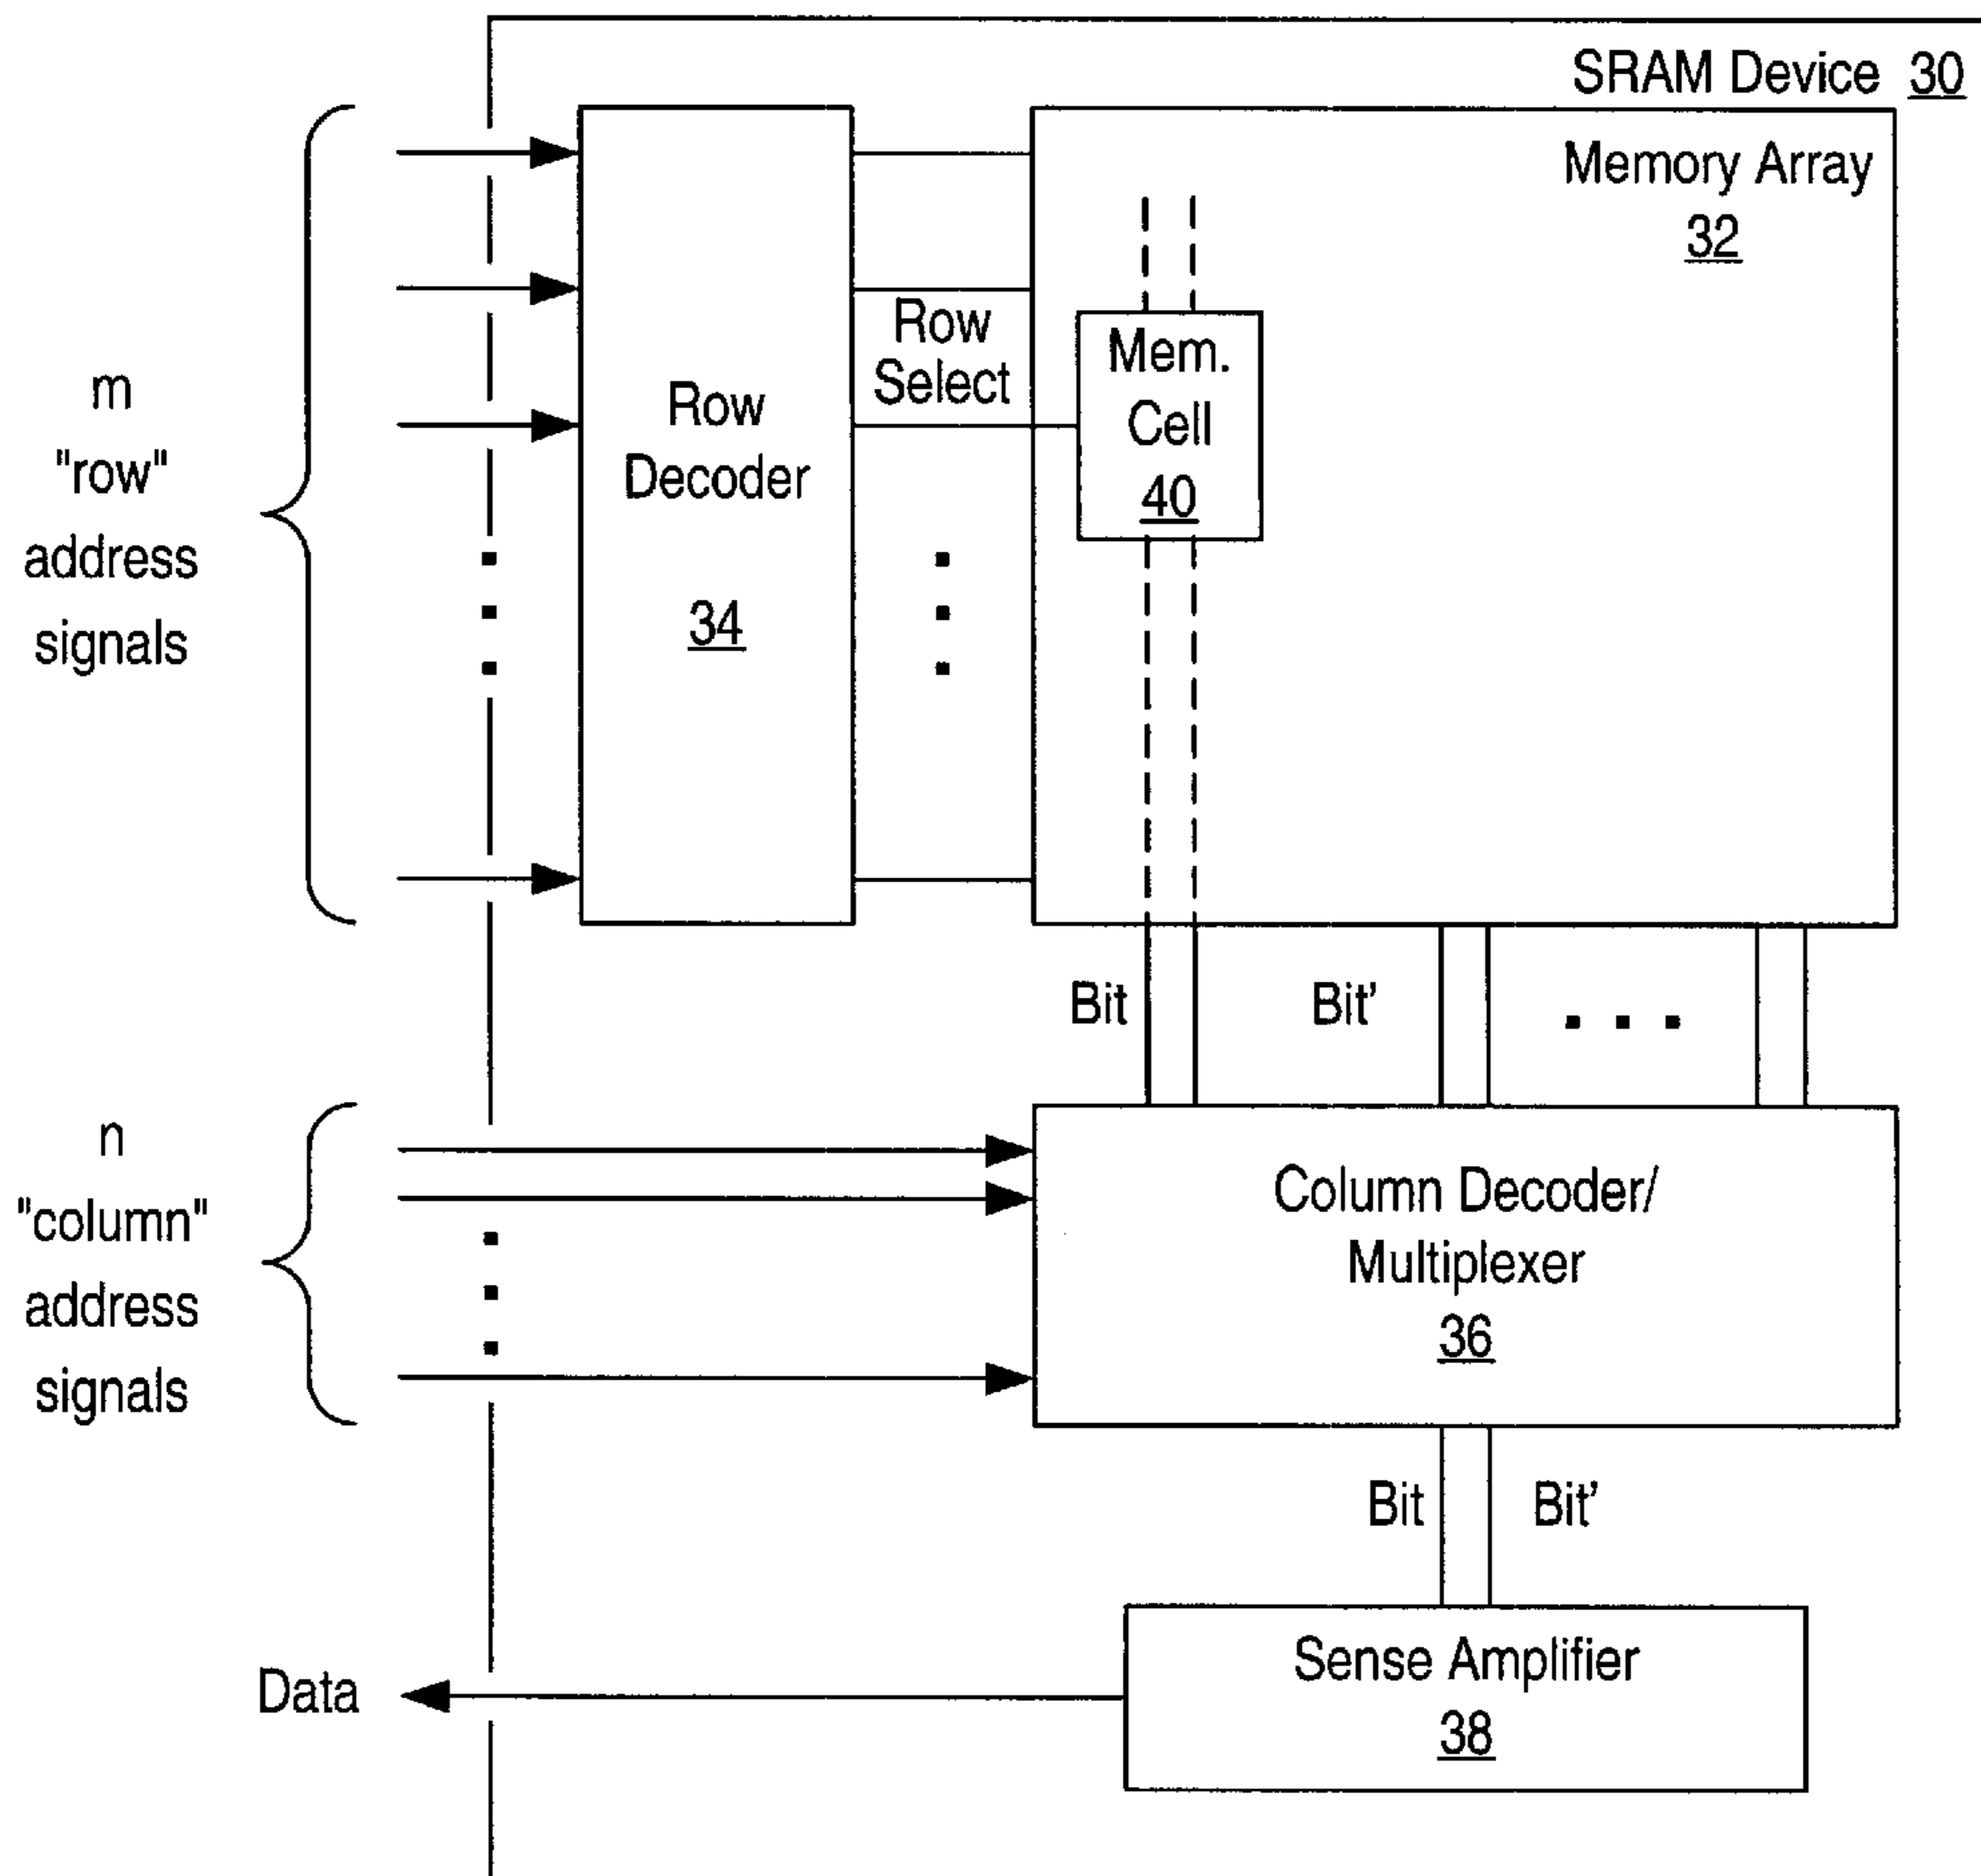 SRAM Device 30
Memory Array
32
Row
Select
Mem.
Cell
40
Row
Decoder
34
m
"row"
address
signals
Bit
Bit'
n
"column"
address
signals
Column Decoder/
Multiplexer
36
Bit
Bit'
Data
Sense Amplifier
38